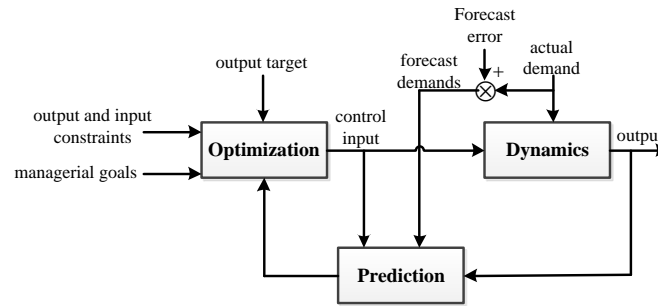 Forecast
error
output target
forecast
demands
+
actual
demand
output and input
constraints
managerial goals
Optimization
control
input
Dynamics
output
Prediction